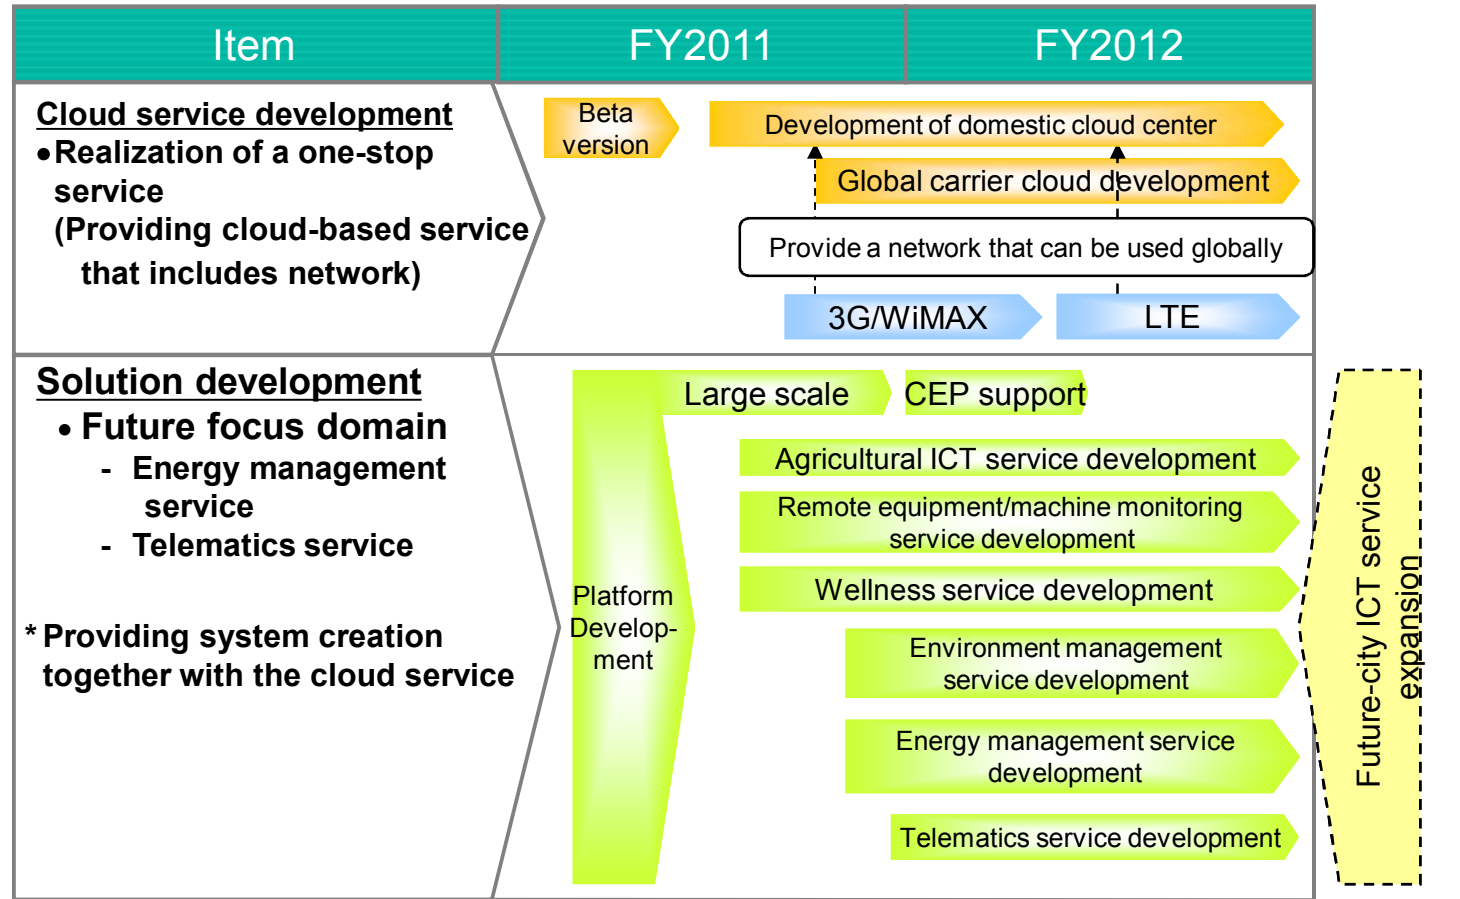 Item
FY2011
FY2012
Cloud service development
•Realization of a one-stop
service
(Providing cloud-based service
that includes network)
Beta
version
Development of domestic cloud center
Global carrier cloud development
Provide a network that can be used globally
3G/WiMAX
LTE
Solution development
• Future focus domain
- Energy management
service
- Telematics service
* Providing system creation
together with the cloud service
Platform
Develop-
ment
Large scale
CEP support
Agricultural ICT service development
Remote equipment/machine monitoring
service development
Wellness service development
Environment management
service development
Energy management service
development
Telematics service development
Future-city ICT service
expansion